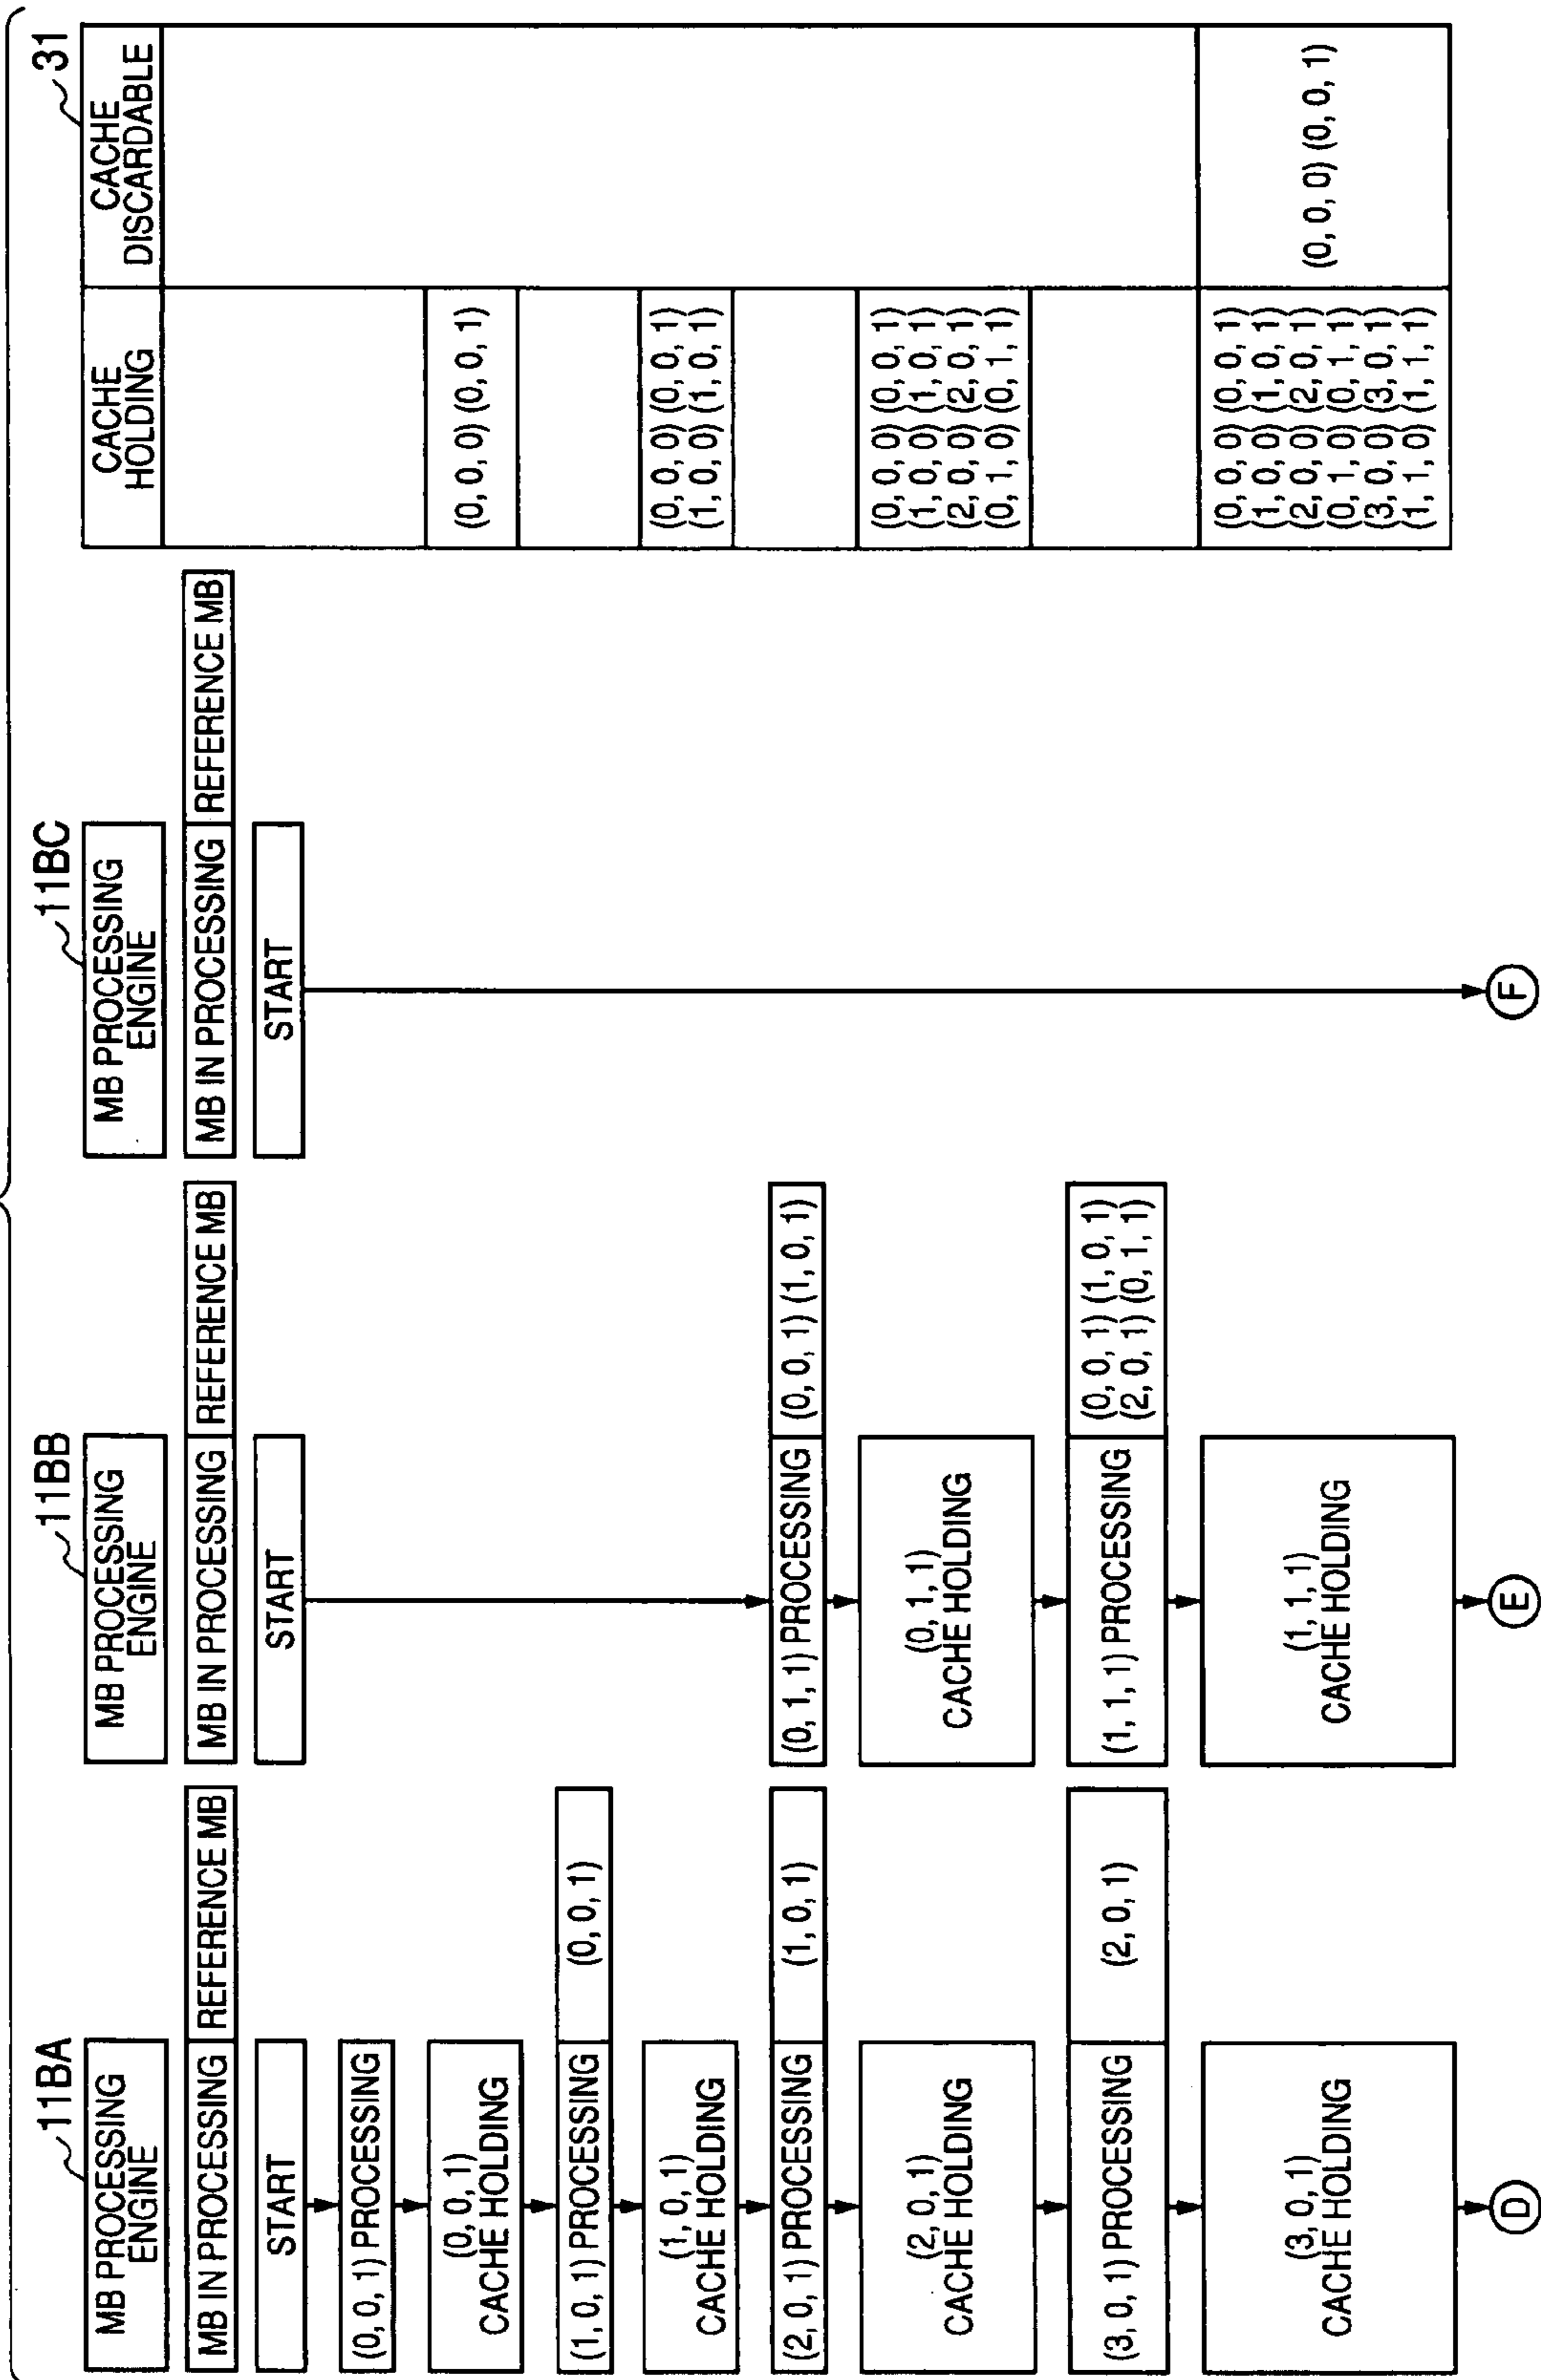 11BA
MB PROCESSING
ENGINE
MB IN PROCESSING
REFERENCE MB
START
(0, 0, 1) PROCESSING
(0, 0, 1)
CACHE HOLDING
(1, 0, 1) PROCESSING
(0, 0, 1)
(1, 0, 1)
CACHE HOLDING
(2, 0, 1) PROCESSING
(1, 0, 1)
(2, 0, 1)
CACHE HOLDING
(3, 0, 1) PROCESSING
(2, 0, 1)
(3, 0, 1)
CACHE HOLDING
D
11BB
MB PROCESSING
ENGINE
MB IN PROCESSING
REFERENCE MB
START
(0, 1, 1) PROCESSING
(0, 0, 1) (1, 0, 1)
(0, 1, 1)
CACHE HOLDING
(1, 1, 1) PROCESSING
(0, 0, 1) (1, 0, 1)
(2, 0, 1) (0, 1, 1)
(1, 1, 1)
CACHE HOLDING
E
11BC
MB PROCESSING
ENGINE
MB IN PROCESSING
REFERENCE MB
START
F
31
CACHE
HOLDING
CACHE
DISCARDABLE
(0, 0, 0) (0, 0, 1)
(0, 0, 0) (0, 0, 1)
(1, 0, 0) (1, 0, 1)
(0, 0, 0) (0, 0, 1)
(1, 0, 0) (1, 0, 1)
(2, 0, 0) (2, 0, 1)
(0, 1, 0) (0, 1, 1)
(0, 0, 0) (0, 0, 1)
(1, 0, 0) (1, 0, 1)
(2, 0, 0) (2, 0, 1)
(0, 1, 0) (0, 1, 1)
(3, 0, 0) (3, 0, 1)
(1, 1, 0) (1, 1, 1)
(0, 0, 0) (0, 0, 1)